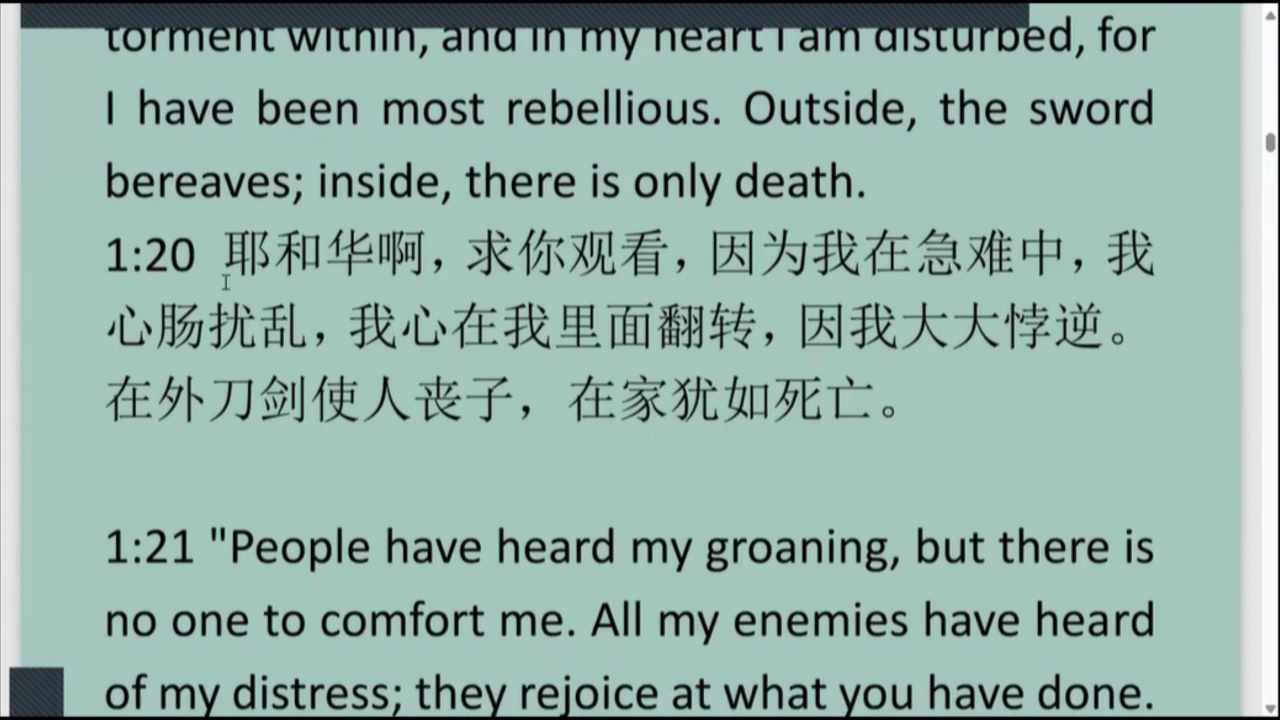 torment within, and in my heart I am disturbed, for
I have been most rebellious. Outside, the sword
bereaves; inside, there is only death.
1:20 耶和华啊，求你观看，因为我在急难中，我
心肠扰乱，我心在我里面翻转，因我大大悖逆。
在外刀剑使人丧子，在家犹如死亡。
1:21 "People have heard my groaning, but there is
no one to comfort me. All my enemies have heard
of my distress; they rejoice at what you have done.